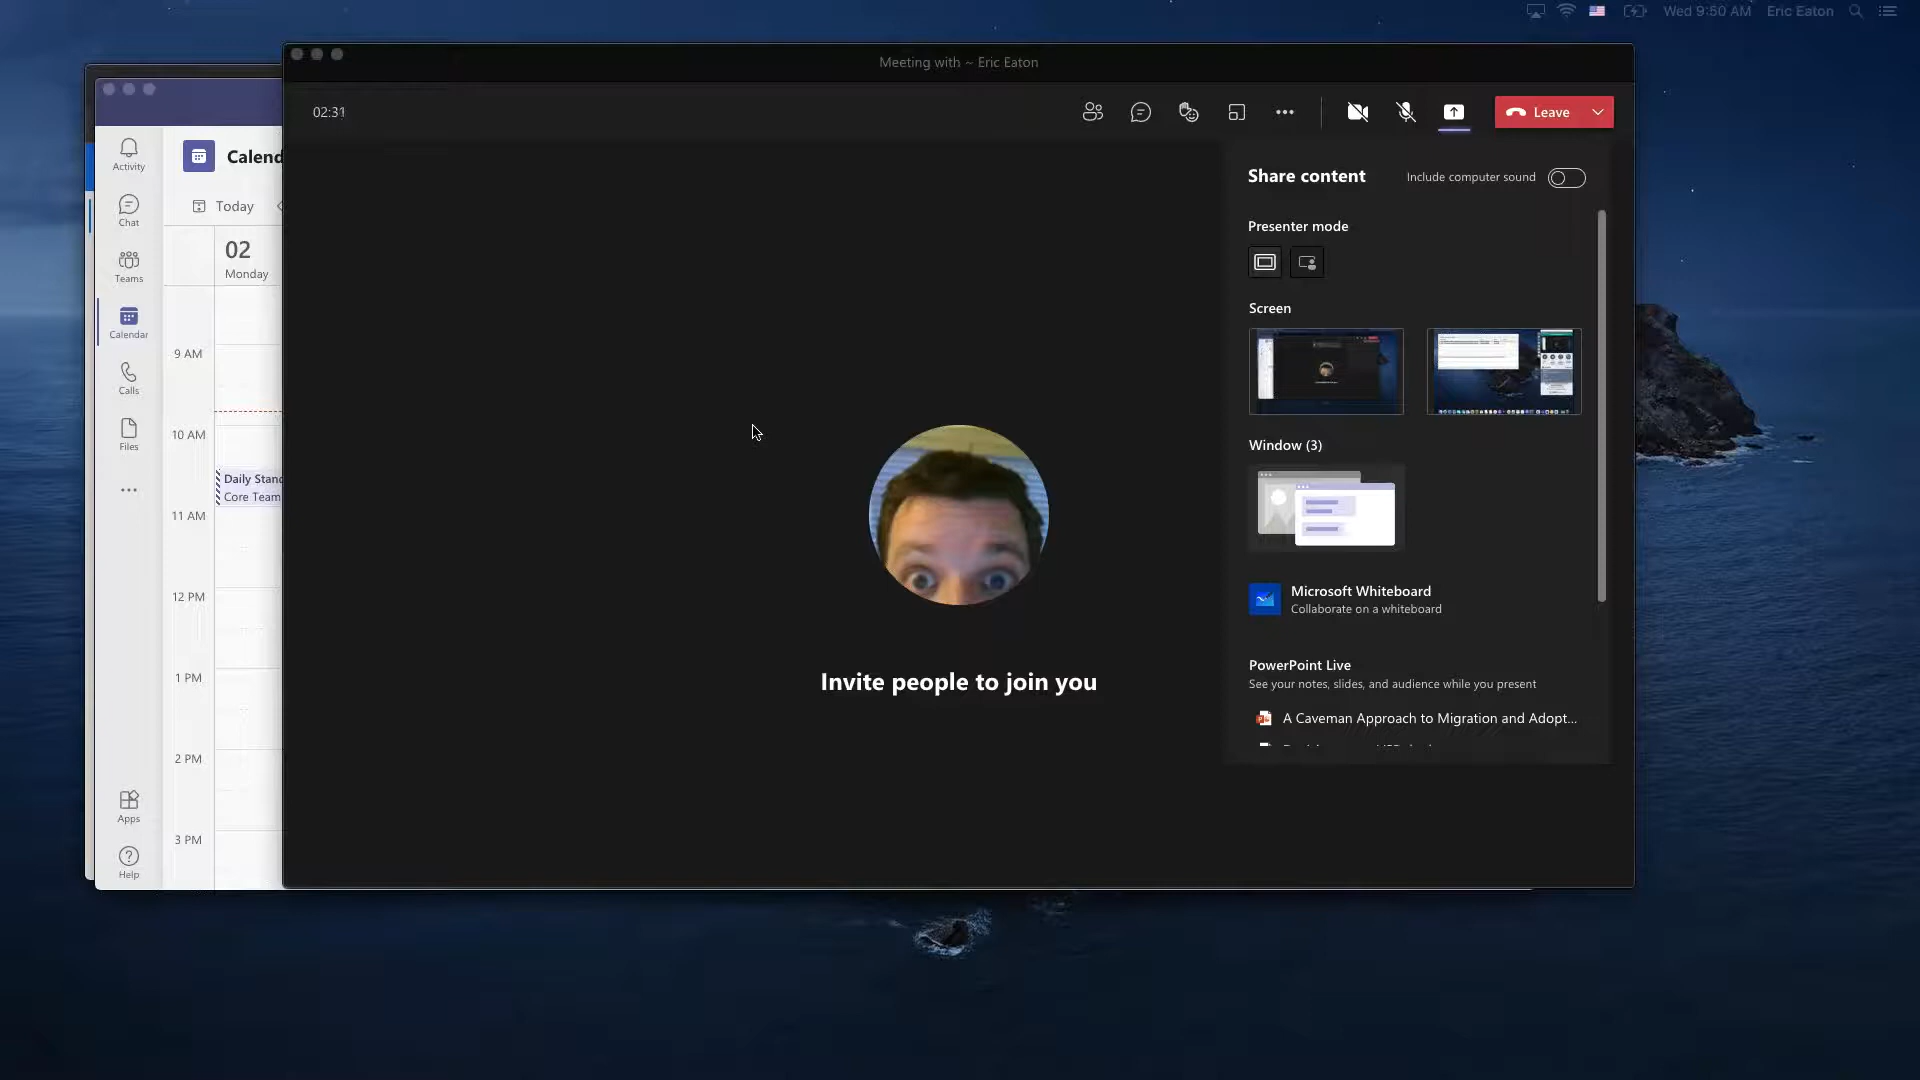 Wed 9:50 AM Eric Eaton
Meeting with ~ Eric Eaton
02:31
Leave
Activity
Chat
Teams
Calendar
Calls
Files
Apps
Help
Calend
Today
02
Monday
9 AM
10 AM
Daily Stand
Core Team
11 AM
12 PM
1 PM
2 PM
3 PM
Invite people to join you
Share content
Include computer sound
Presenter mode
Screen
Window (3)
Microsoft Whiteboard
Collaborate on a whiteboard
PowerPoint Live
See your notes, slides, and audience while you present
A Caveman Approach to Migration and Adopt...